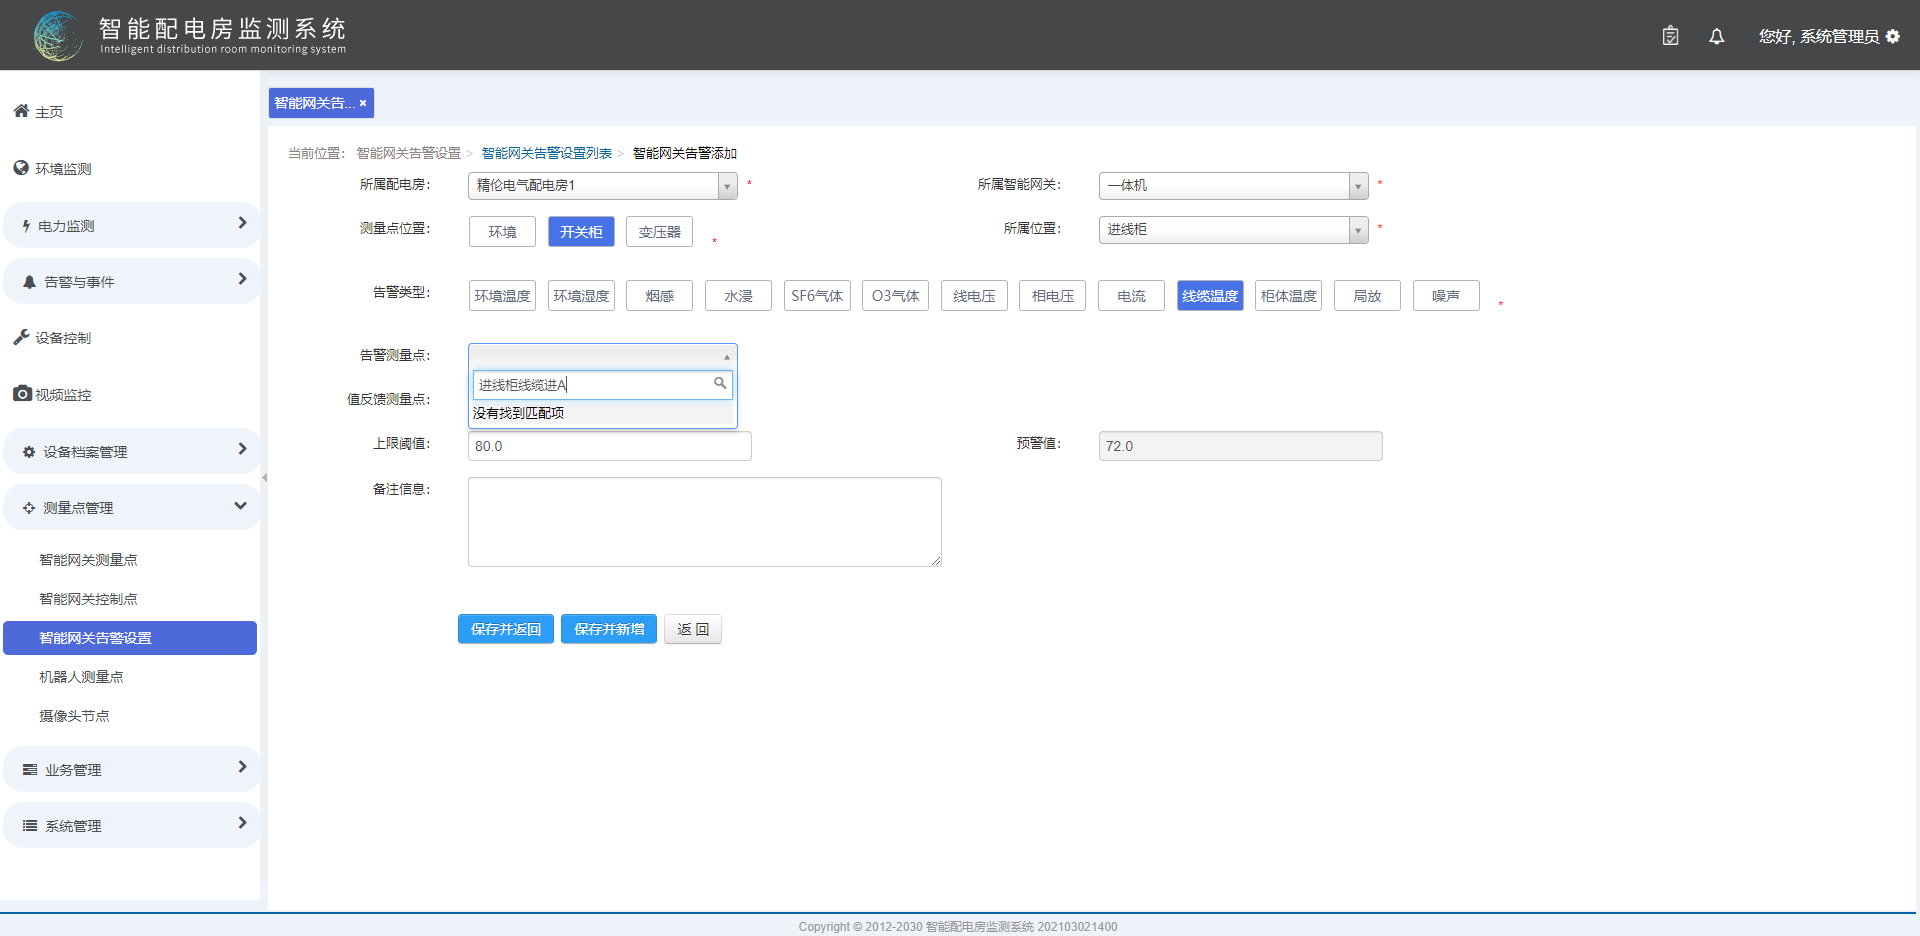 智能配电房监测系统
Intelligent distribution room monitoring system
您好, 系统管理员
主页
环境监测
电力监测
告警与事件
设备控制
视频监控
设备档案管理
测量点管理
智能网关测量点
智能网关控制点
智能网关告警设置
机器人测量点
摄像头节点
业务管理
系统管理
智能网关告... ×
当前位置： 智能网关告警设置 > 智能网关告警设置列表 > 智能网关告警添加
所属配电房： 精伦电气配电房1 * 所属智能网关： 一体机 *
测量点位置： 环境 开关柜 变压器 * 所属位置： 进线柜 *
告警类型： 环境温度 环境湿度 烟感 水浸 SF6气体 O3气体 线电压 相电压 电流 线缆温度 柜体温度 局放 噪声 *
告警测量点：
进线柜线缆进A
值反馈测量点：
没有找到匹配项
上限阈值： 80.0 预警值： 72.0
备注信息：
保存并返回 保存并新增 返 回
Copyright © 2012-2030 智能配电房监测系统 202103021400